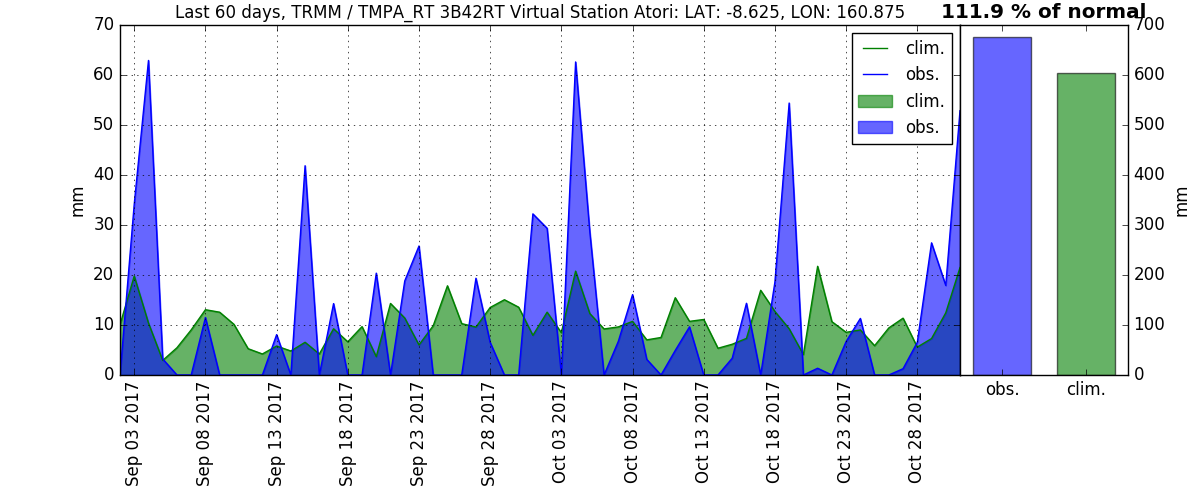 Last 60 days, TRMM / TMPA_RT 3B42RT Virtual Station Atori: LAT: -8.625, LON: 160.875
111.9 % of normal
70
60
50
40
30
20
10
0
mm
clim.
obs.
clim.
obs.
700
600
500
400
300
200
100
0
mm
Sep 03 2017
Sep 08 2017
Sep 13 2017
Sep 18 2017
Sep 23 2017
Sep 28 2017
Oct 03 2017
Oct 08 2017
Oct 13 2017
Oct 18 2017
Oct 23 2017
Oct 28 2017
obs.
clim.